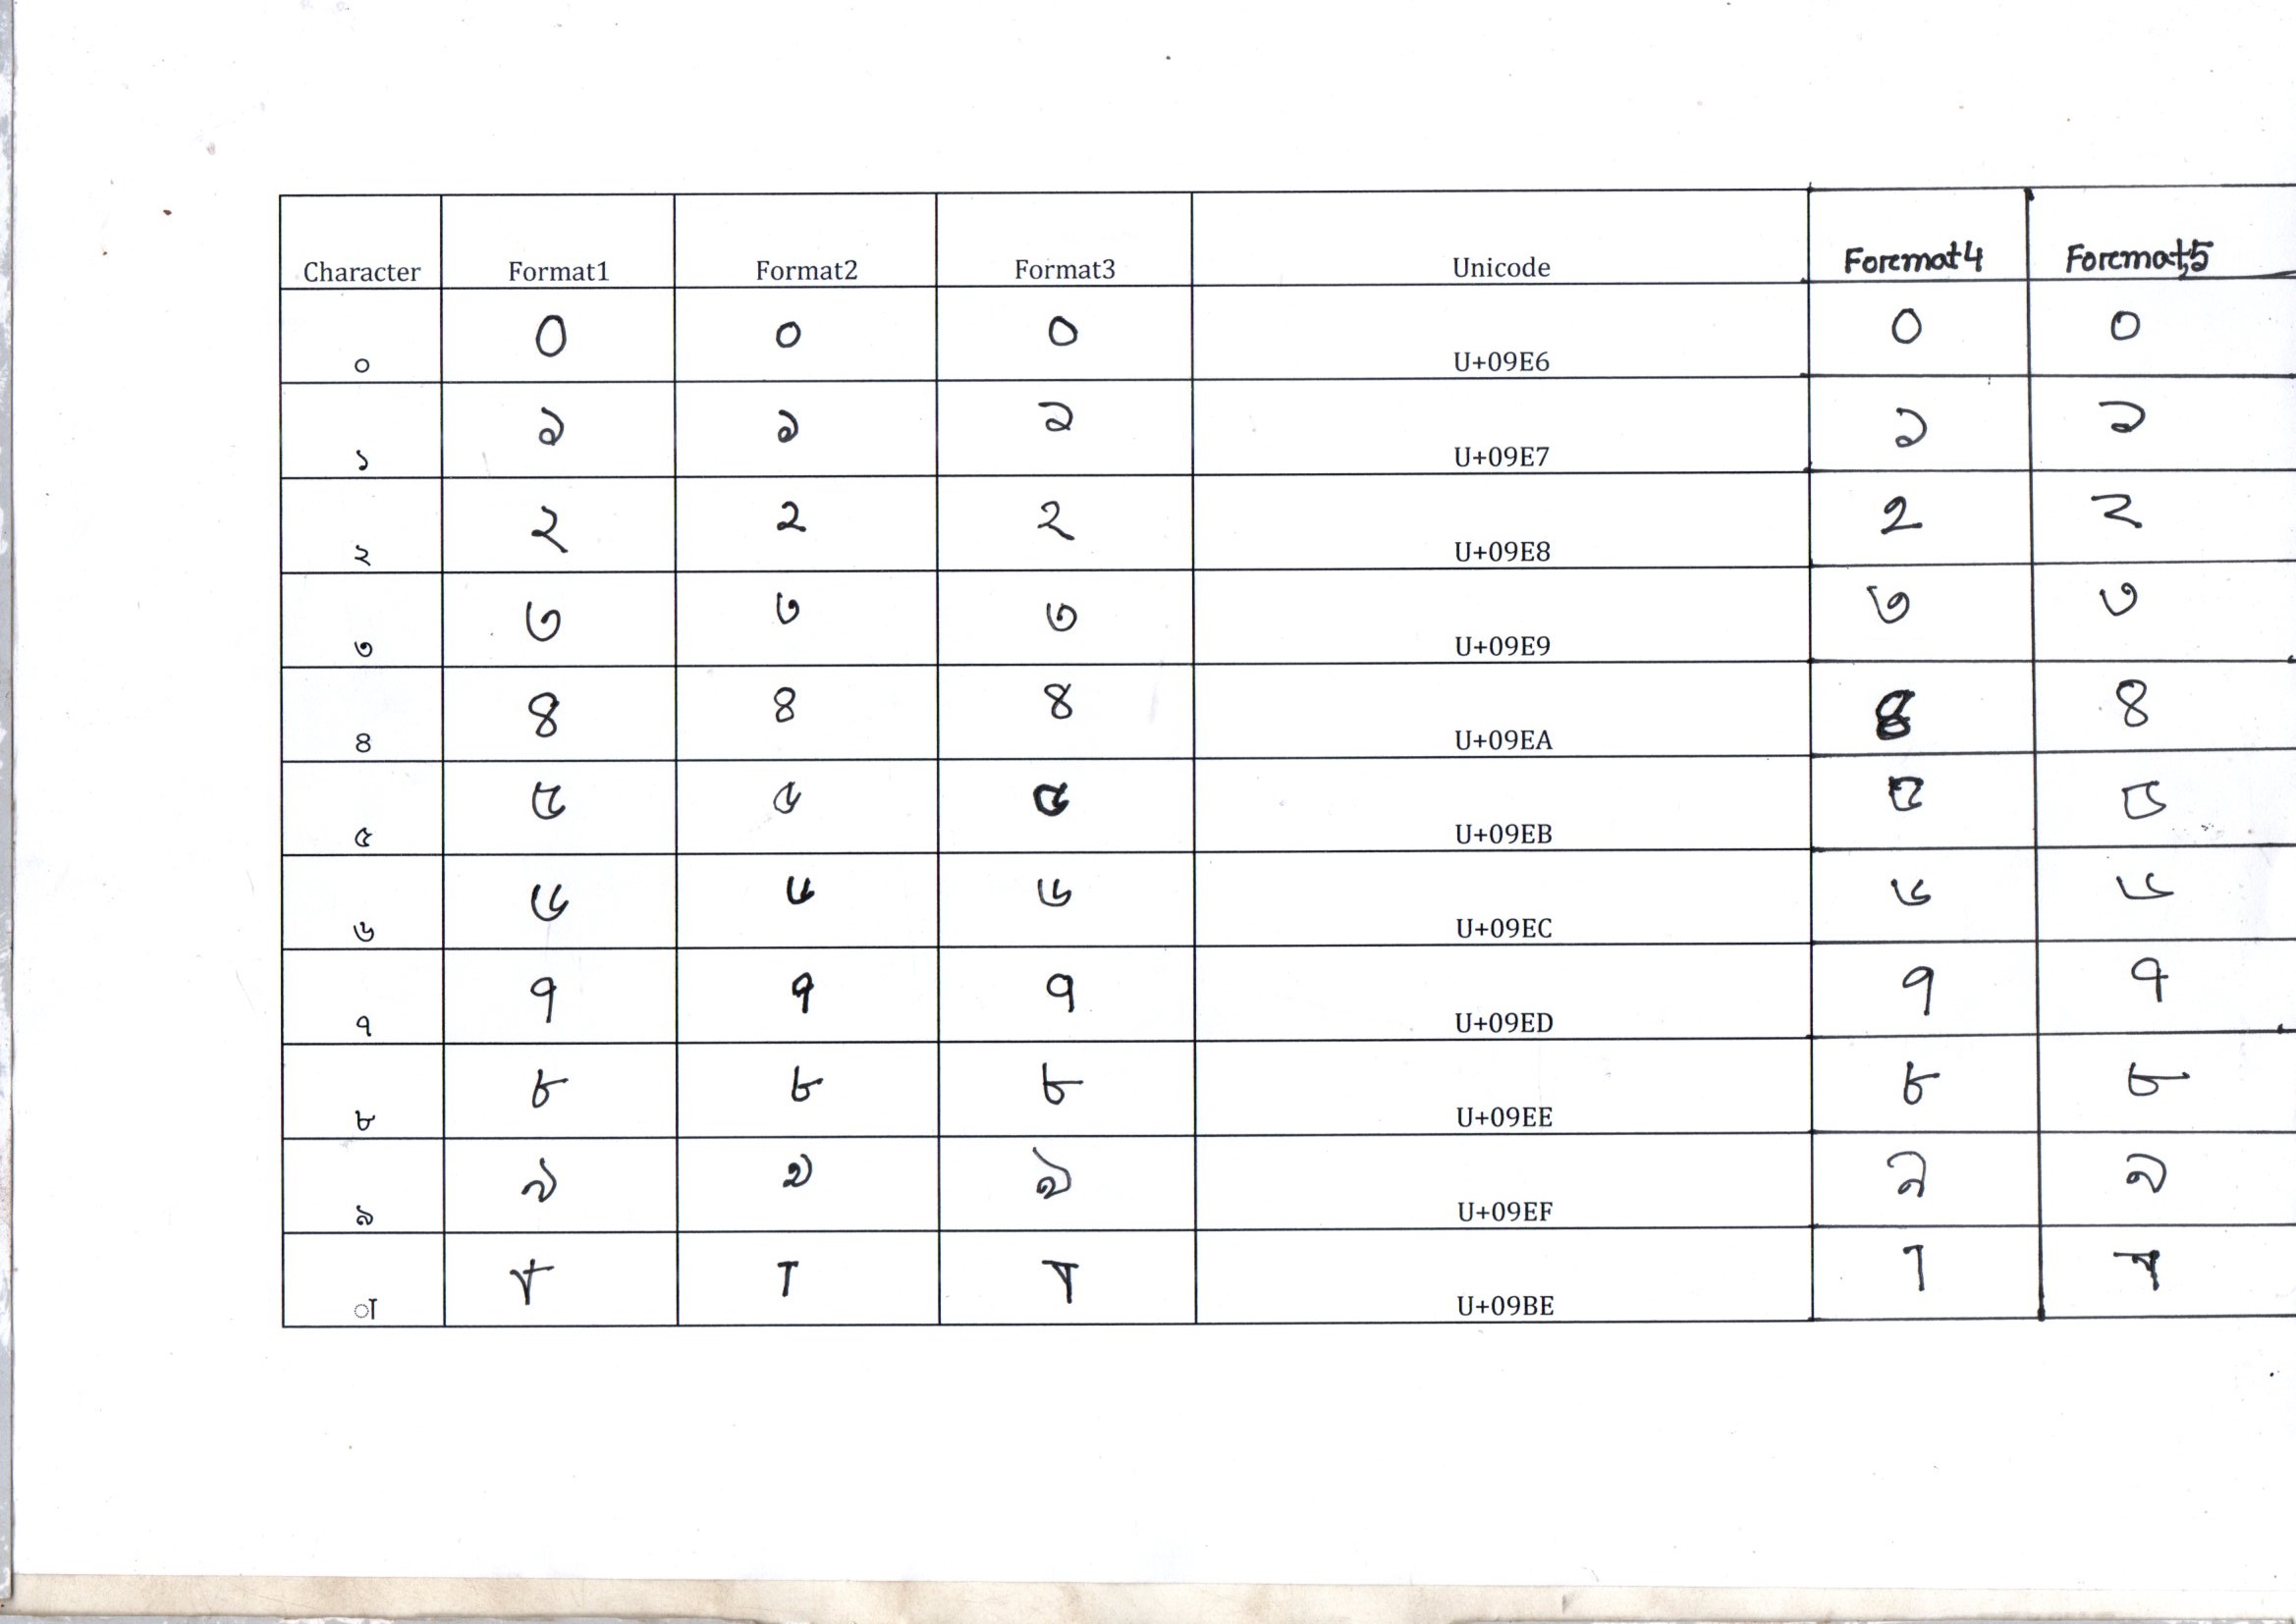 Character Format1 Format2 Format3 Unicode Foremat4 Foremat5
০ ০ ০ ০ U+09E6 ০ ০
১ ১ ১ ১ U+09E7 ১ ১
২ ২ ২ ২ U+09E8 ২ ২
৩ ৩ ৩ ৩ U+09E9 ৩ ৩
৪ ৪ ৪ ৪ U+09EA ৪ ৪
৫ ৫ ৫ ৫ U+09EB ৫ ৫
৬ ৬ ৬ ৬ U+09EC ৬ ৬
৭ ৭ ৭ ৭ U+09ED ৭ ৭
৮ ৮ ৮ ৮ U+09EE ৮ ৮
৯ ৯ ৯ ৯ U+09EF ৯ ৯
া া া া U+09BE া া